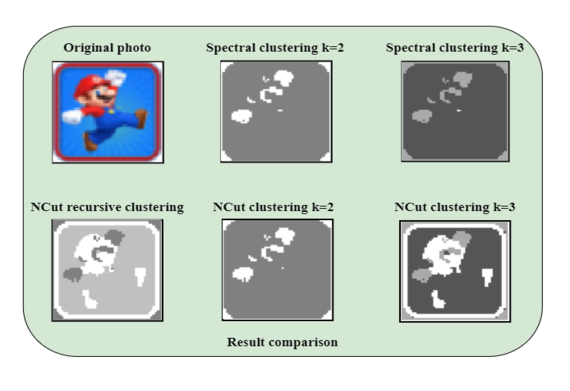 Original photo
Spectral clustering k=2
Spectral clustering k=3
NCut recursive clustering
NCut clustering k=2
NCut clustering k=3
Result comparison